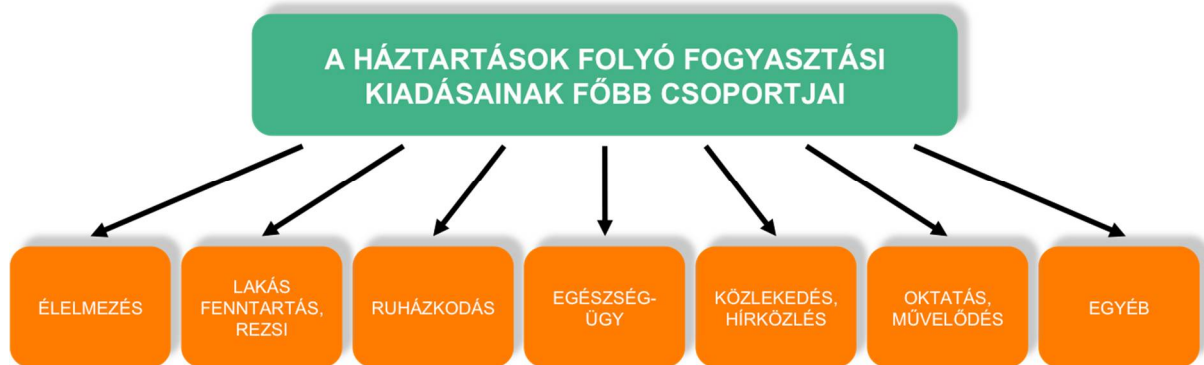 A HÁZTARTÁSOK FOLYÓ FOGYASZTÁSI
KIADÁSAINAK FŐBB CSOPORTJAI
ÉLELMEZÉS
LAKÁS
FENNTARTÁS,
REZSI
RUHÁZKODÁS
EGÉSZSÉG-
ÜGY
KÖZLEKEDÉS,
HÍRKÖZLÉS
OKTATÁS,
MŰVELŐDÉS
EGYÉB